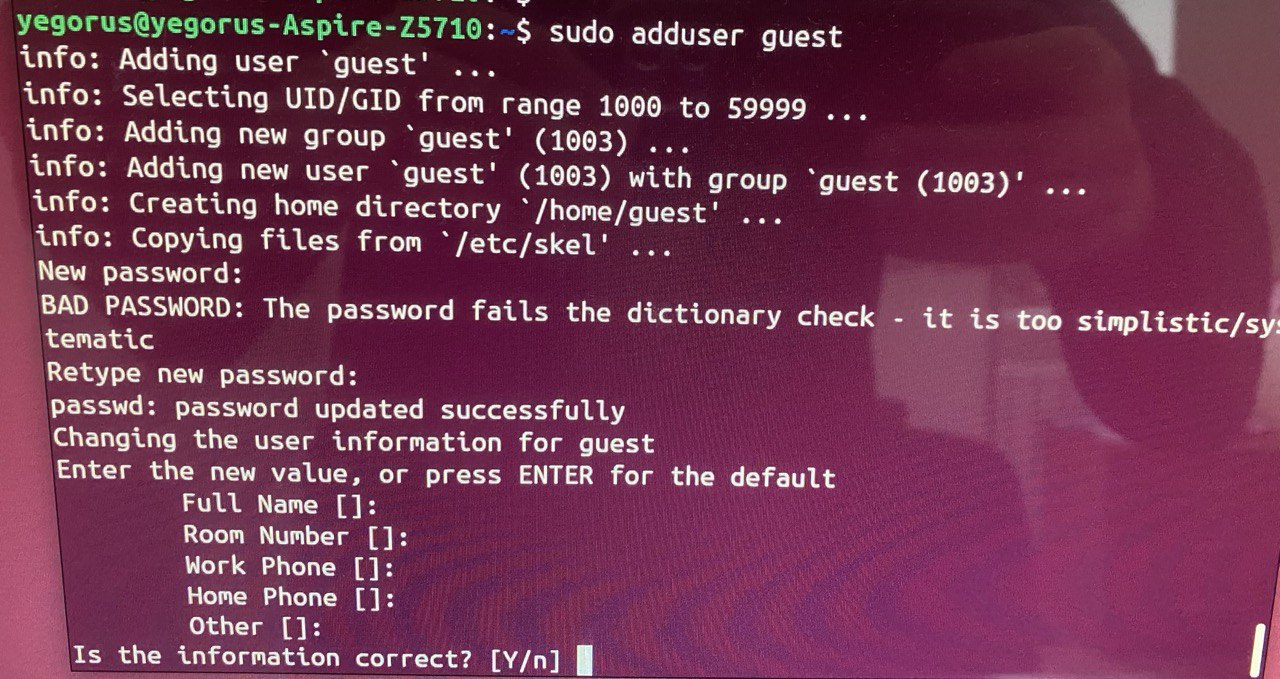 yegorus@yegorus-Aspire-Z5710:~$ sudo adduser guest
info: Adding user `guest' ...
info: Selecting UID/GID from range 1000 to 59999 ...
info: Adding new group `guest' (1003) ...
info: Adding new user `guest' (1003) with group `guest (1003)' ...
info: Creating home directory `/home/guest' ...
info: Copying files from `/etc/skel' ...
New password:
BAD PASSWORD: The password fails the dictionary check - it is too simplistic/sys
tematic
Retype new password:
passwd: password updated successfully
Changing the user information for guest
Enter the new value, or press ENTER for the default
Full Name []:
Room Number []:
Work Phone []:
Home Phone []:
Other []:
Is the information correct? [Y/n]